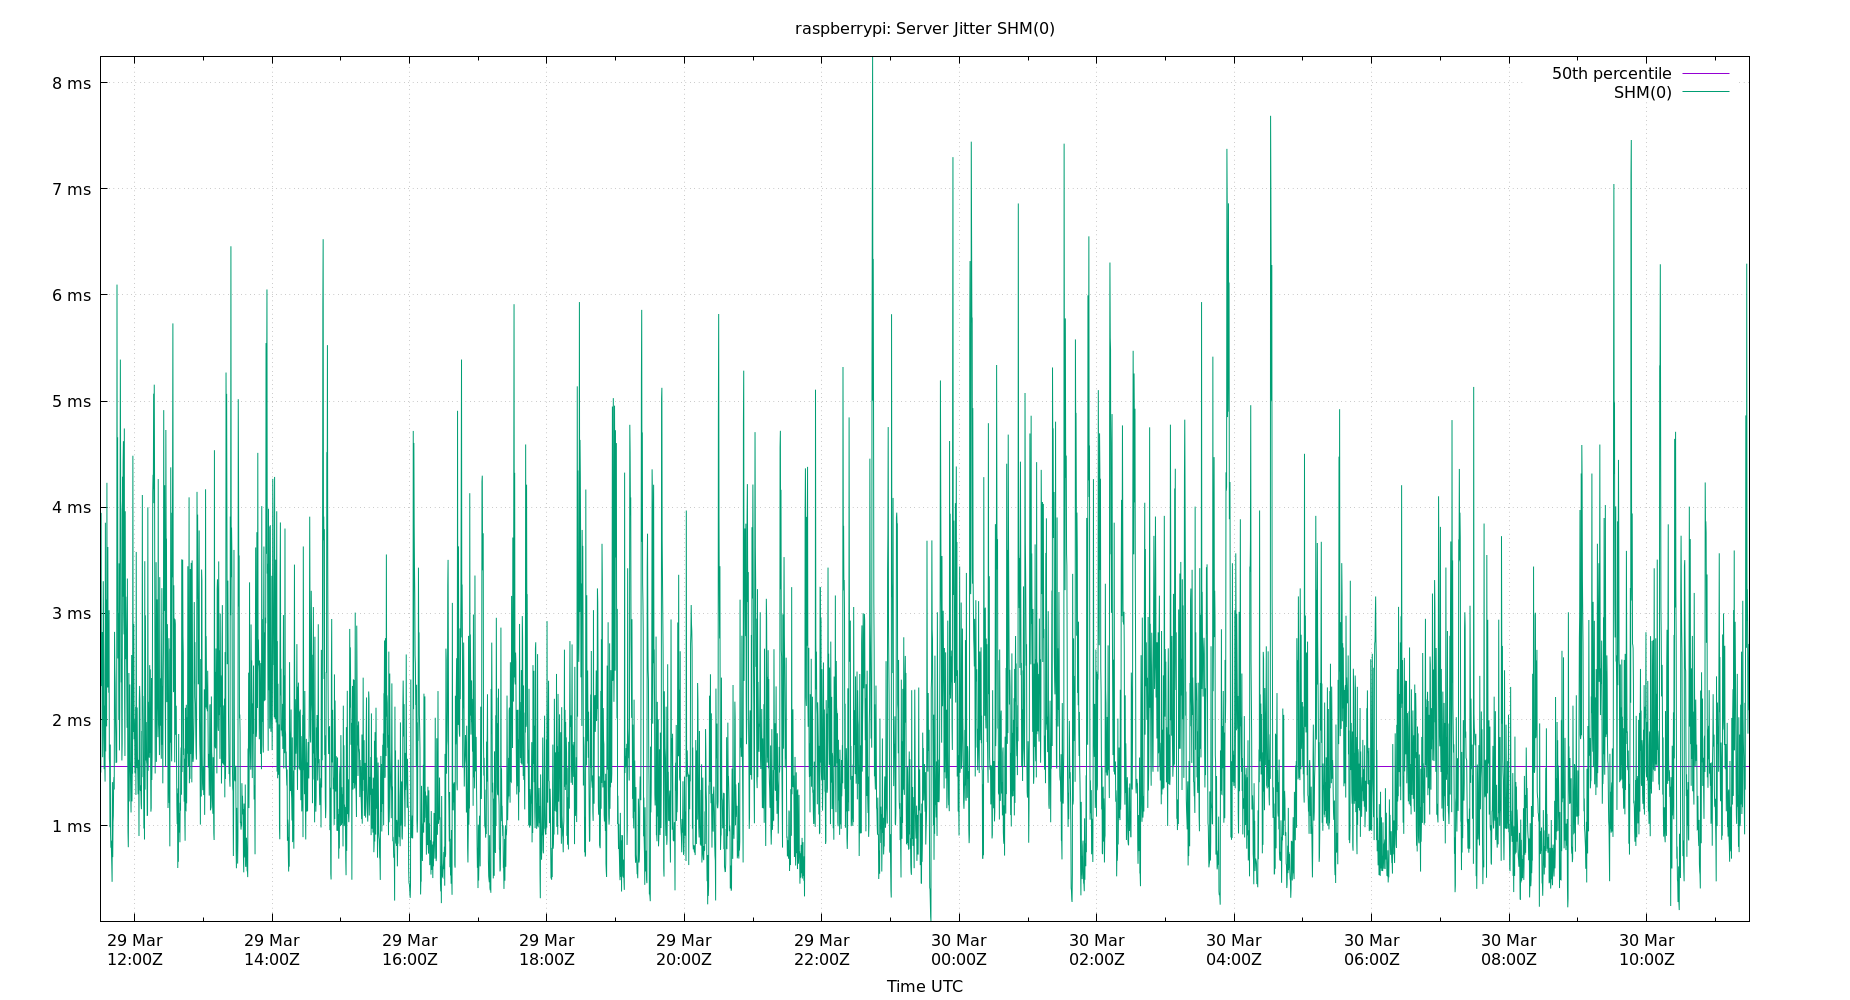 raspberrypi: Server Jitter SHM(0)
50th percentile
SHM(0)
8 ms
7 ms
6 ms
5 ms
4 ms
3 ms
2 ms
1 ms
29 Mar 29 Mar 29 Mar 29 Mar 29 Mar 29 Mar 30 Mar 30 Mar 30 Mar 30 Mar 30 Mar 30 Mar
12:00Z 14:00Z 16:00Z 18:00Z 20:00Z 22:00Z 00:00Z 02:00Z 04:00Z 06:00Z 08:00Z 10:00Z
Time UTC